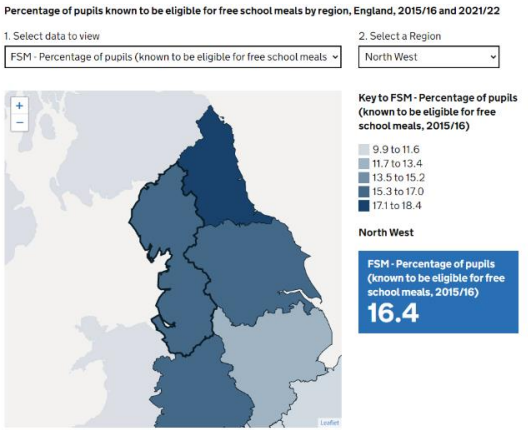 Percentage of pupils known to be eligible for free school meals by region, England, 2015/16 and 2021/22
1. Select data to view
2. Select a Region
FSM - Percentage of pupils (known to be eligible for free school meals
North West
+
−
Key to FSM - Percentage of pupils
(known to be eligible for free
school meals, 2015/16)
9.9 to 11.6
11.7 to 13.4
13.5 to 15.2
15.3 to 17.0
17.1 to 18.4
North West
FSM - Percentage of pupils
(known to be eligible for free
school meals, 2015/16)
16.4
Leaflet